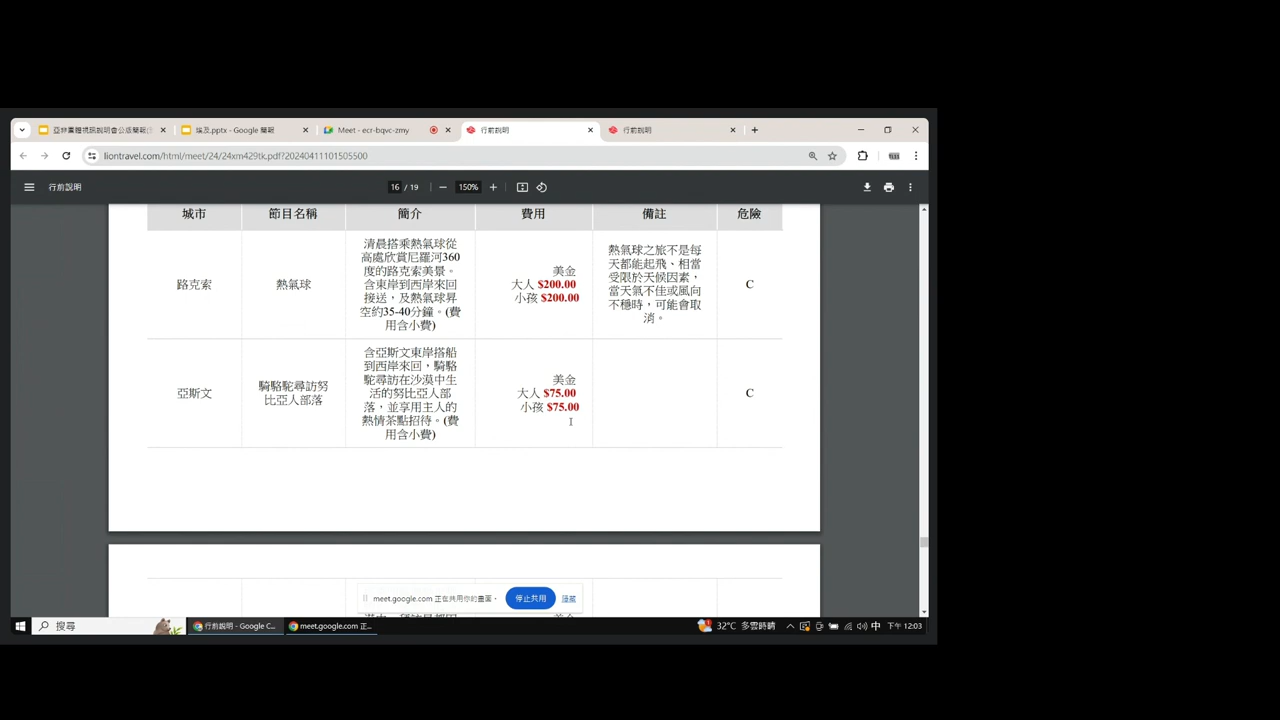 埃及.pptx - Google 簡報
Meet - ecr-bqvc-zmy
行前說明
行前說明
liontravel.com/html/meet/24/24xm429tk.pdf?20240411101505500
行前說明
16 / 19
150%
城市
節目名稱
簡介
費用
備註
危險
路克索
熱氣球
清晨搭乘熱氣球從
高處欣賞尼羅河360
度的路克索美景。
含東岸到西岸來回
接送，及熱氣球昇
空約35-40分鐘。(費
用含小費)
美金
大人 $200.00
小孩 $200.00
熱氣球之旅不是每
天都能起飛、相當
受限於天候因素，
當天氣不佳或風向
不穩時，可能會取
消。
C
亞斯文
騎駱駝尋訪努
比亞人部落
含亞斯文東岸搭船
到西岸來回，騎駱
駝尋訪在沙漠中生
活的努比亞人部
落，並享用主人的
熱情茶點招待。(費
用含小費)
美金
大人 $75.00
小孩 $75.00
C
meet.google.com 正在共用你的畫面。
停止共用
隱藏
搜尋
行前說明 - Google C...
meet.google.com 正...
32°C 多雲時晴
中
下午 12:03